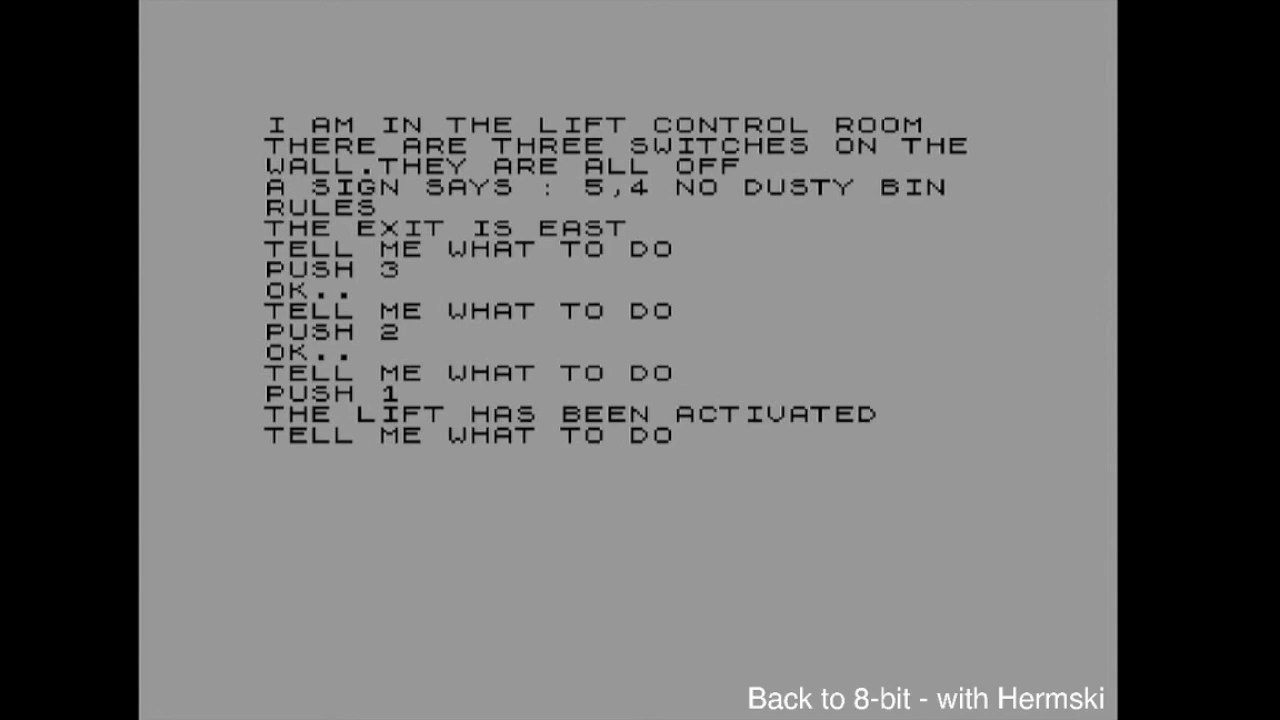 I AM IN THE LIFT CONTROL ROOM
THERE ARE THREE SWITCHES ON THE
WALL.THEY ARE ALL OFF
A SIGN SAYS : 5,4 NO DUSTY BIN
RULES
THE EXIT IS EAST
TELL ME WHAT TO DO
PUSH 3
OK..
TELL ME WHAT TO DO
PUSH 2
OK..
TELL ME WHAT TO DO
PUSH 1
THE LIFT HAS BEEN ACTIVATED
TELL ME WHAT TO DO
Back to 8-bit - with Hermski